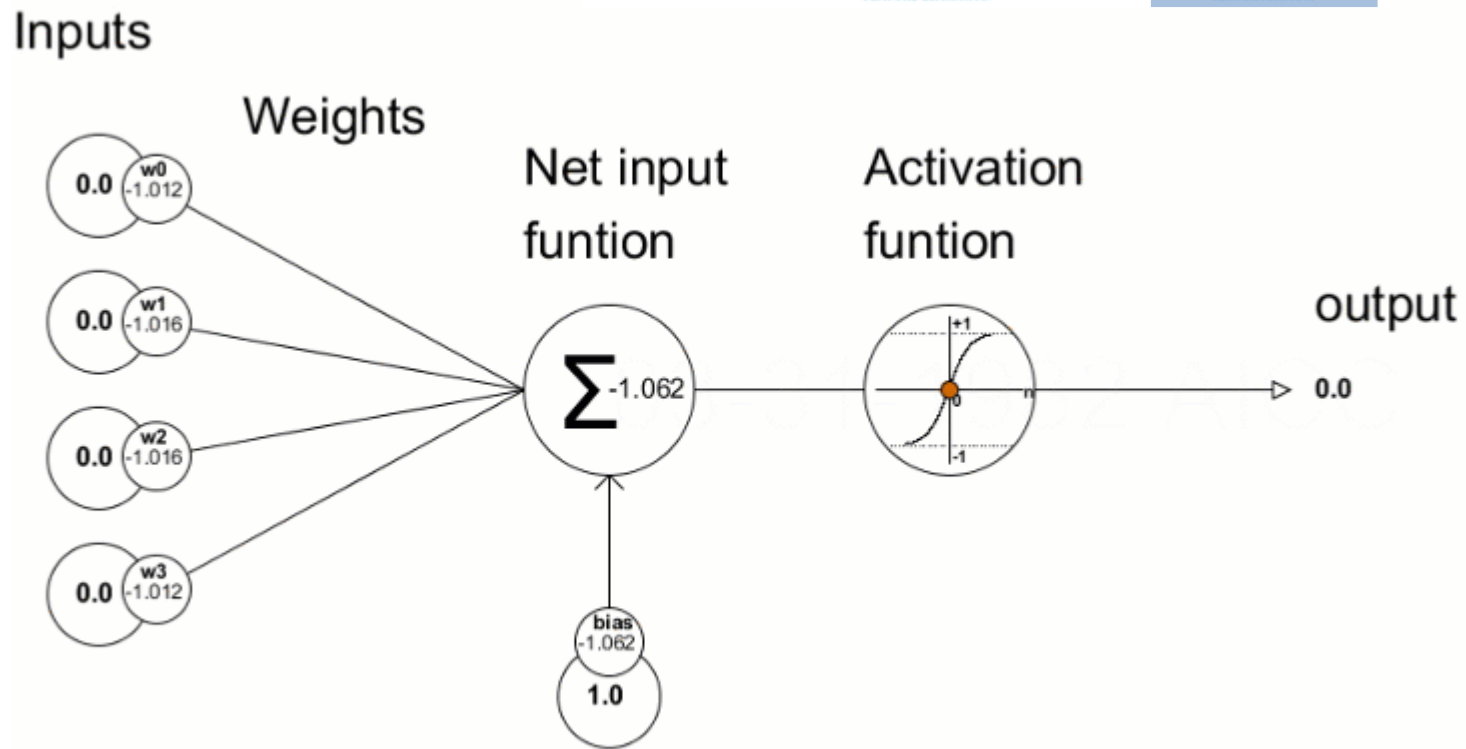 Inputs
Weights
Net input
funtion
Activation
funtion
output
0.0
w0
-1.012
0.0
w1
-1.016
0.0
w2
-1.016
0.0
w3
-1.012
Σ -1.062
bias
-1.062
1.0
+1
0
n
-1
0.0